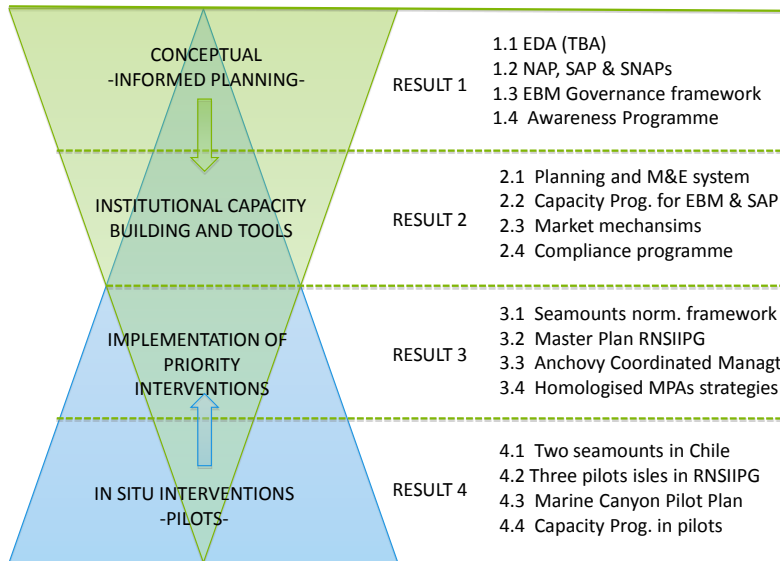 CONCEPTUAL
-INFORMED PLANNING-
RESULT 1
1.1 EDA (TBA)
1.2 NAP, SAP & SNAPs
1.3 EBM Governance framework
1.4 Awareness Programme
INSTITUTIONAL CAPACITY
BUILDING AND TOOLS
RESULT 2
2.1 Planning and M&E system
2.2 Capacity Prog. for EBM & SAP
2.3 Market mechansims
2.4 Compliance programme
IMPLEMENTATION OF
PRIORITY
INTERVENTIONS
RESULT 3
3.1 Seamounts norm. framework
3.2 Master Plan RNSIIPG
3.3 Anchovy Coordinated Managt
3.4 Homologised MPAs strategies
IN SITU INTERVENTIONS
-PILOTS-
RESULT 4
4.1 Two seamounts in Chile
4.2 Three pilots isles in RNSIIPG
4.3 Marine Canyon Pilot Plan
4.4 Capacity Prog. in pilots